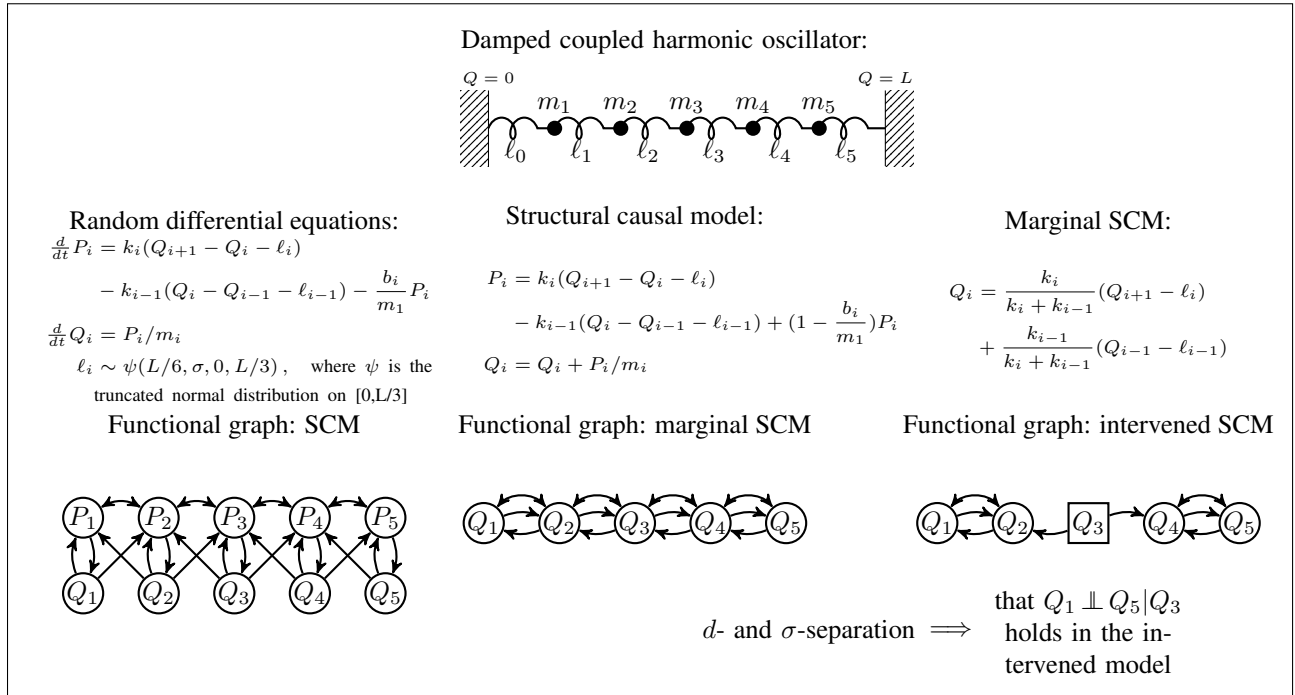 Damped coupled harmonic oscillator:
Q = 0
Q = L
m₁ m₂ m₃ m₄ m₅
ℓ₀ ℓ₁ ℓ₂ ℓ₃ ℓ₄ ℓ₅
Random differential equations:
d/dt Pᵢ = kᵢ(Qᵢ₊₁ − Qᵢ − ℓᵢ)
− kᵢ₋₁(Qᵢ − Qᵢ₋₁ − ℓᵢ₋₁) − bᵢ/m₁ Pᵢ
d/dt Qᵢ = Pᵢ/mᵢ
ℓᵢ ∼ ψ(L/6, σ, 0, L/3) , where ψ is the
truncated normal distribution on [0,L/3]
Structural causal model:
Pᵢ = kᵢ(Qᵢ₊₁ − Qᵢ − ℓᵢ)
− kᵢ₋₁(Qᵢ − Qᵢ₋₁ − ℓᵢ₋₁) + (1 − bᵢ/m₁)Pᵢ
Qᵢ = Qᵢ + Pᵢ/mᵢ
Marginal SCM:
Qᵢ = kᵢ/(kᵢ + kᵢ₋₁) (Qᵢ₊₁ − ℓᵢ)
+ kᵢ₋₁/(kᵢ + kᵢ₋₁) (Qᵢ₋₁ − ℓᵢ₋₁)
Functional graph: SCM
P₁ P₂ P₃ P₄ P₅
Q₁ Q₂ Q₃ Q₄ Q₅
Functional graph: marginal SCM
Q₁ Q₂ Q₃ Q₄ Q₅
Functional graph: intervened SCM
Q₁ Q₂ Q₃ Q₄ Q₅
d- and σ-separation ⟹
that Q₁ ⫫ Q₅|Q₃
holds in the in-
tervened model